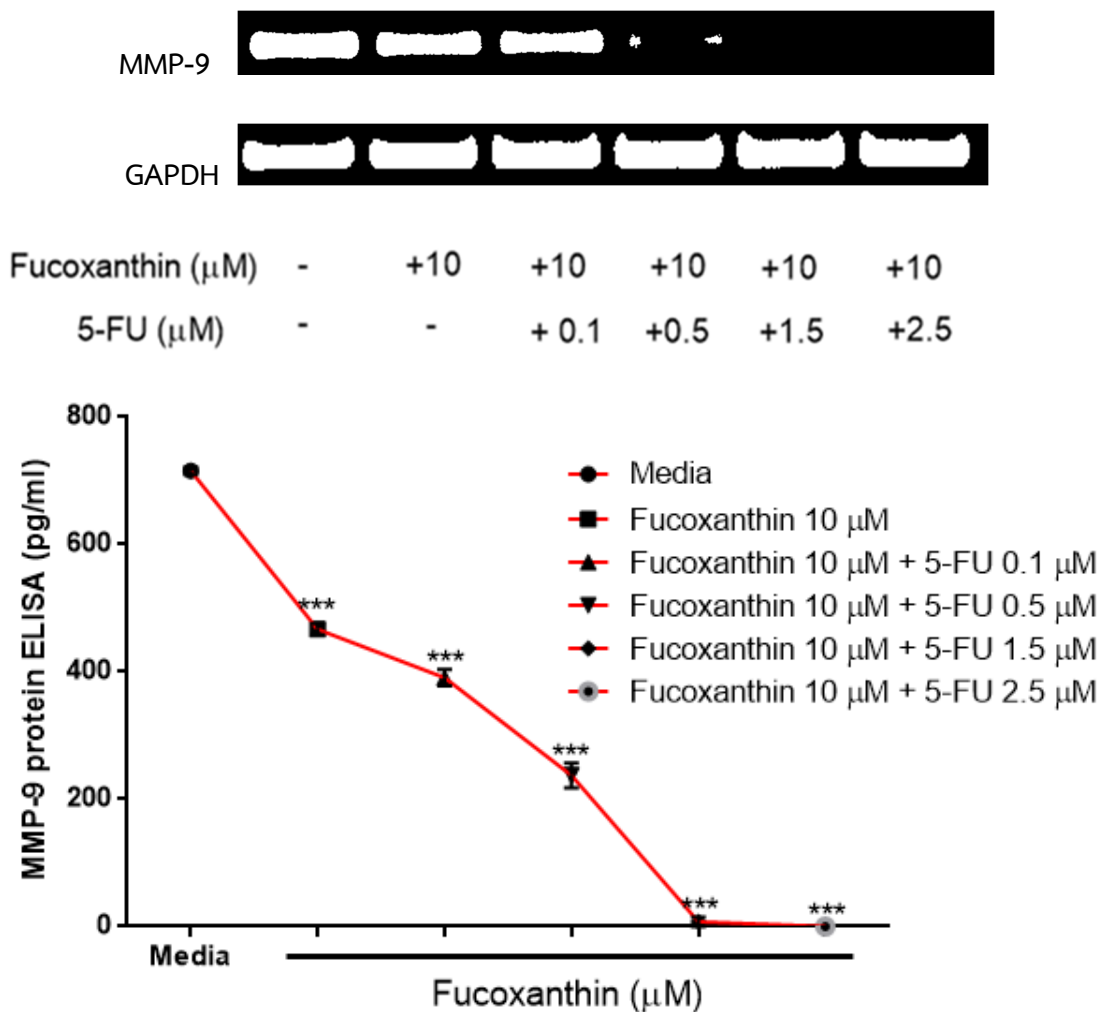 MMP-9
GAPDH
Fucoxanthin (μM) - +10 +10 +10 +10 +10
5-FU (μM) - - + 0.1 +0.5 +1.5 +2.5
MMP-9 protein ELISA (pg/ml)
800
600
400
200
0
***
***
***
***
***
Media
Fucoxanthin 10 μM
Fucoxanthin 10 μM + 5-FU 0.1 μM
Fucoxanthin 10 μM + 5-FU 0.5 μM
Fucoxanthin 10 μM + 5-FU 1.5 μM
Fucoxanthin 10 μM + 5-FU 2.5 μM
Media
Fucoxanthin (μM)